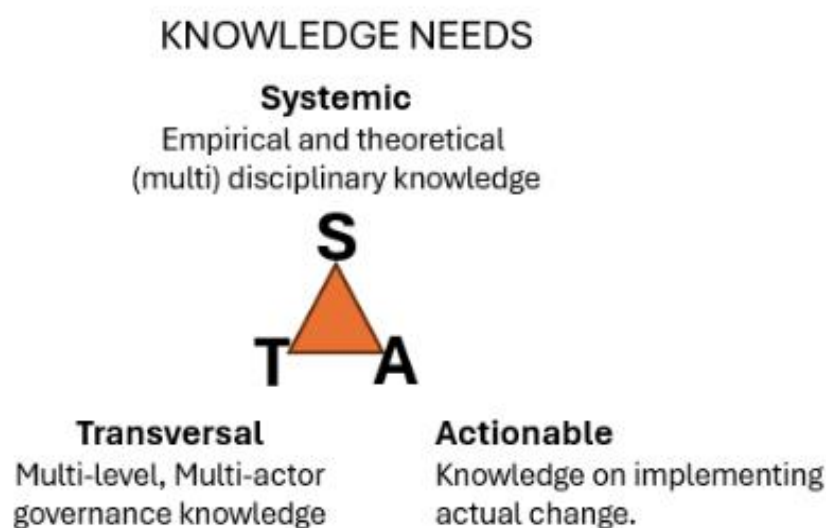 KNOWLEDGE NEEDS
Systemic
Empirical and theoretical
(multi) disciplinary knowledge
S
T
A
Transversal
Multi-level, Multi-actor
governance knowledge
Actionable
Knowledge on implementing
actual change.